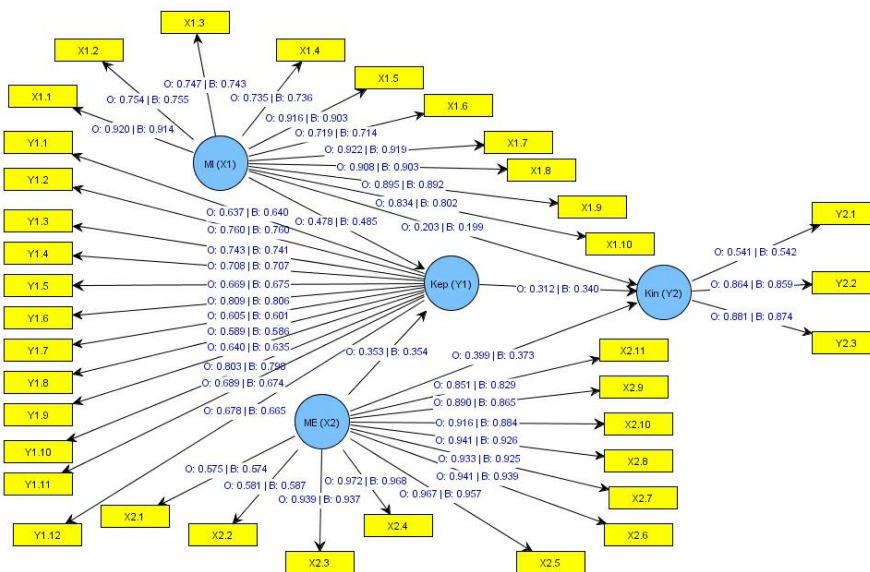 X1.3
X1.2
X1.4
X1.5
X1.1
X1.6
Y1.1
X1.7
Y1.2
X1.8
Y1.3
X1.9
Y1.4
X1.10
Y1.5
Y1.6
Y1.7
Y1.8
Y1.9
Y1.10
Y1.11
Y1.12
O: 0.747 | B: 0.743
O: 0.754 | B: 0.755
O: 0.735 | B: 0.736
O: 0.920 | B: 0.914
O: 0.916 | B: 0.903
O: 0.719 | B: 0.714
O: 0.922 | B: 0.919
O: 0.908 | B: 0.903
O: 0.895 | B: 0.892
O: 0.834 | B: 0.802
MI (X1)
O: 0.478 | B: 0.485
O: 0.203 | B: 0.199
O: 0.637 | B: 0.640
O: 0.760 | B: 0.760
O: 0.743 | B: 0.741
O: 0.708 | B: 0.707
O: 0.669 | B: 0.675
O: 0.809 | B: 0.806
O: 0.605 | B: 0.601
O: 0.589 | B: 0.586
O: 0.640 | B: 0.635
O: 0.803 | B: 0.798
O: 0.689 | B: 0.674
O: 0.678 | B: 0.665
Kep (Y1)
O: 0.312 | B: 0.340
Kin (Y2)
O: 0.541 | B: 0.542
O: 0.864 | B: 0.859
O: 0.881 | B: 0.874
Y2.1
Y2.2
Y2.3
O: 0.353 | B: 0.354
O: 0.399 | B: 0.373
ME (X2)
O: 0.851 | B: 0.829
O: 0.890 | B: 0.865
O: 0.916 | B: 0.884
O: 0.941 | B: 0.926
O: 0.933 | B: 0.925
O: 0.941 | B: 0.939
O: 0.967 | B: 0.957
O: 0.972 | B: 0.968
O: 0.939 | B: 0.937
O: 0.581 | B: 0.587
O: 0.575 | B: 0.574
X2.11
X2.9
X2.10
X2.8
X2.7
X2.6
X2.5
X2.4
X2.3
X2.2
X2.1